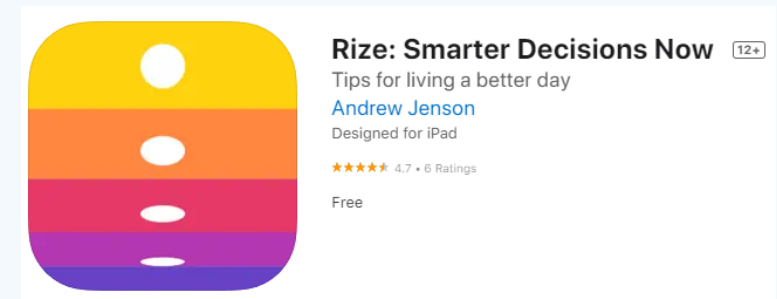 Rize: Smarter Decisions Now 12+
Tips for living a better day
Andrew Jenson
Designed for iPad
★★★★⯪ 4.7 • 6 Ratings
Free